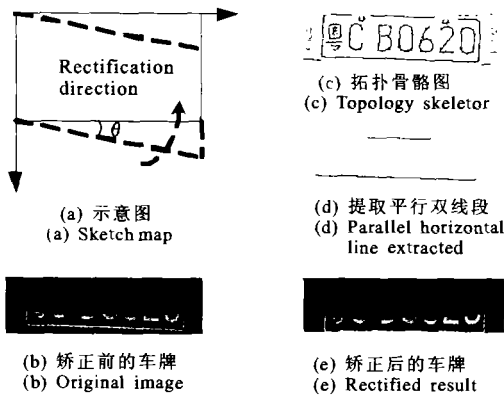 Rectification
direction
θ
(a) 示意图
(a) Sketch map
粤C B0620
(c) 拓扑骨骼图
(c) Topology skeletor
(d) 提取平行双线段
(d) Parallel horizontal
line extracted
(b) 矫正前的车牌
(b) Original image
(e) 矫正后的车牌
(e) Rectified result